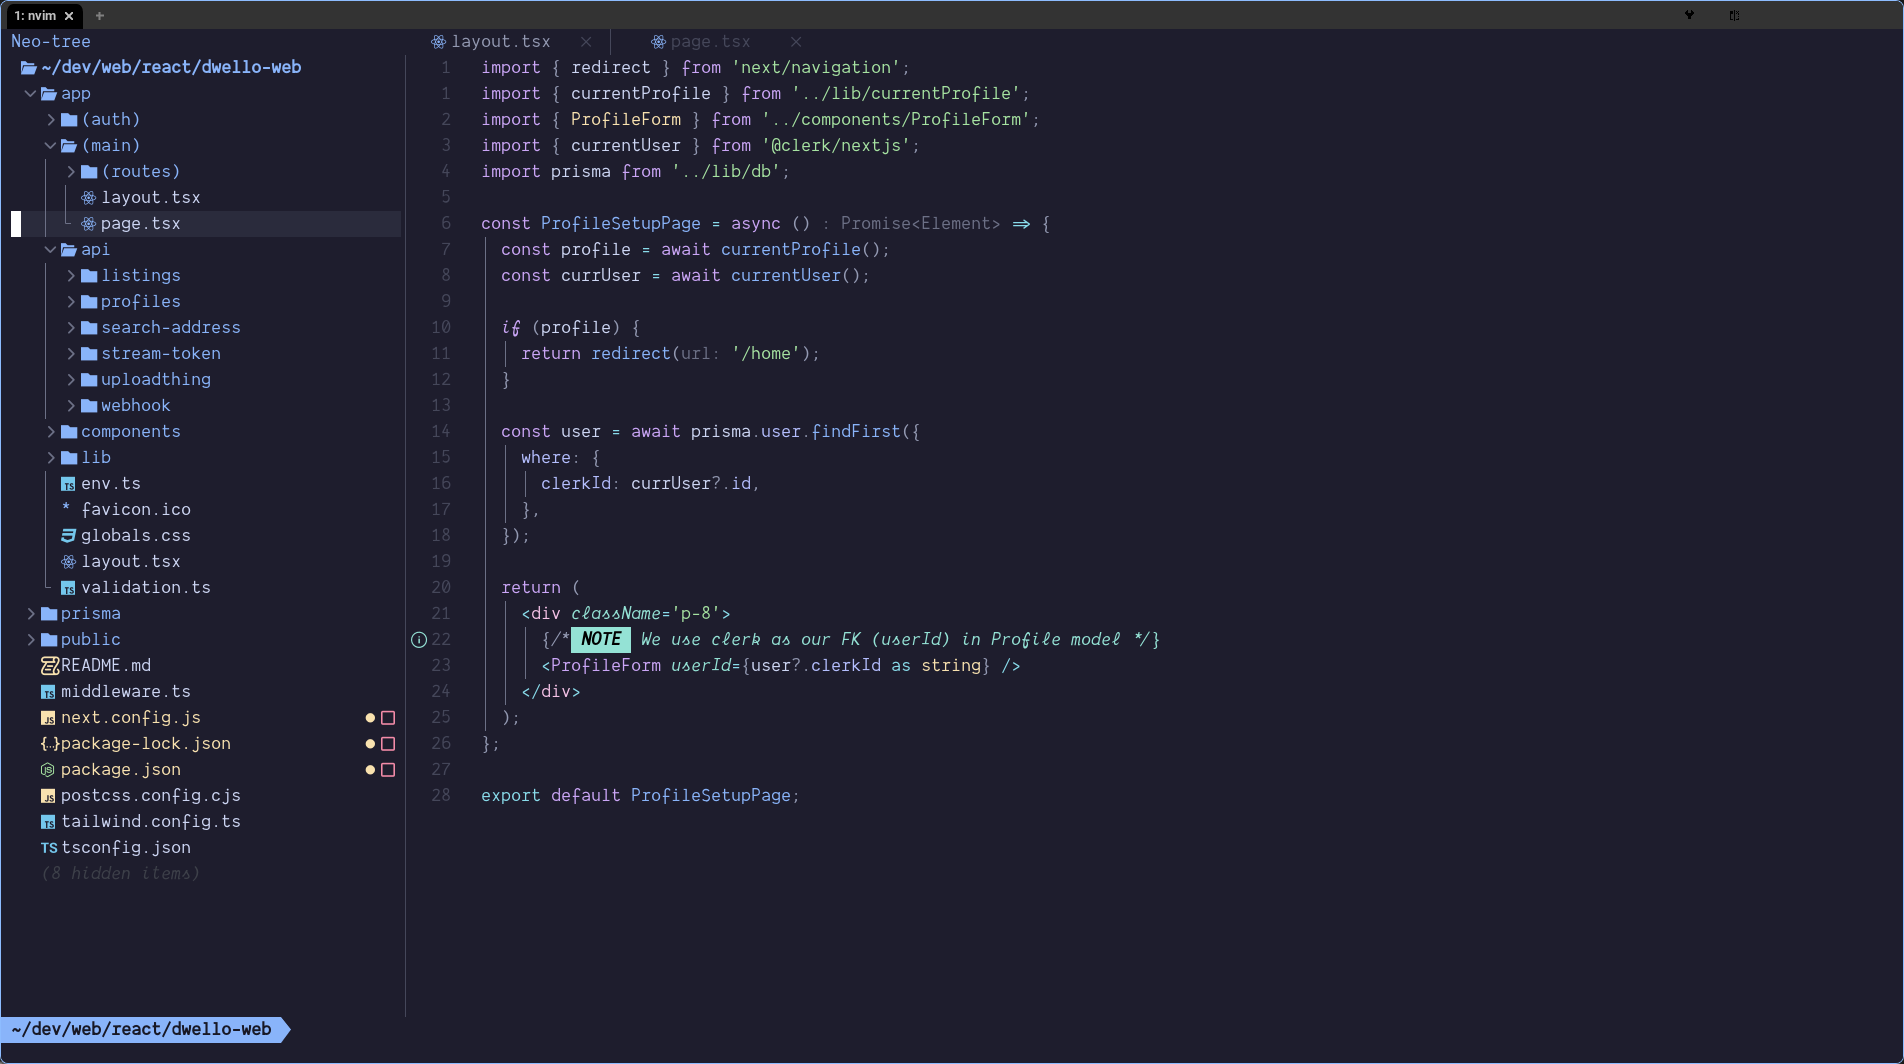 1: nvim ✕ +
Neo-tree
layout.tsx ✕ page.tsx ✕
~/dev/web/react/dwello-web
app
(auth)
(main)
(routes)
layout.tsx
page.tsx
api
listings
profiles
search-address
stream-token
uploadthing
webhook
components
lib
TS env.ts
* favicon.ico
globals.css
layout.tsx
TS validation.ts
prisma
public
README.md
TS middleware.ts
JS next.config.js
{..}package-lock.json
JS package.json
JS postcss.config.cjs
TS tailwind.config.ts
TS tsconfig.json
(8 hidden items)
1 import { redirect } from 'next/navigation';
1 import { currentProfile } from '../lib/currentProfile';
2 import { ProfileForm } from '../components/ProfileForm';
3 import { currentUser } from '@clerk/nextjs';
4 import prisma from '../lib/db';
5
6 const ProfileSetupPage = async () : Promise<Element> => {
7 const profile = await currentProfile();
8 const currUser = await currentUser();
9
10 if (profile) {
11 return redirect(url: '/home');
12 }
13
14 const user = await prisma.user.findFirst({
15 where: {
16 clerkId: currUser?.id,
17 },
18 });
19
20 return (
21 <div className='p-8'>
22 {/* NOTE We use clerk as our FK (userId) in Profile model */}
23 <ProfileForm userId={user?.clerkId as string} />
24 </div>
25 );
26 };
27
28 export default ProfileSetupPage;
~/dev/web/react/dwello-web